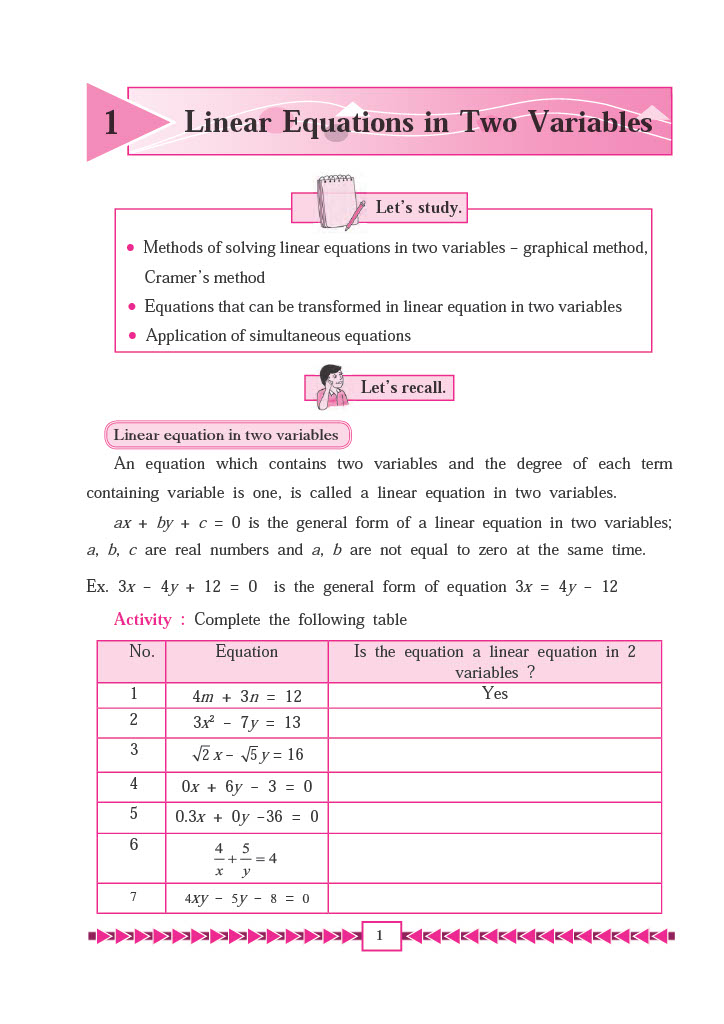 1
Linear Equations in Two Variables
Let's study.
• Methods of solving linear equations in two variables – graphical method,
Cramer's method
• Equations that can be transformed in linear equation in two variables
• Application of simultaneous equations
Let's recall.
Linear equation in two variables
An equation which contains two variables and the degree of each term
containing variable is one, is called a linear equation in two variables.
ax + by + c = 0 is the general form of a linear equation in two variables;
a, b, c are real numbers and a, b are not equal to zero at the same time.
Ex. 3x – 4y + 12 = 0 is the general form of equation 3x = 4y – 12
Activity : Complete the following table
No. Equation Is the equation a linear equation in 2
variables ?
1 4m + 3n = 12 Yes
2 3x² – 7y = 13
3 √2 x – √5 y = 16
4 0x + 6y – 3 = 0
5 0.3x + 0y –36 = 0
6 4/x + 5/y = 4
7 4xy – 5y – 8 = 0
1